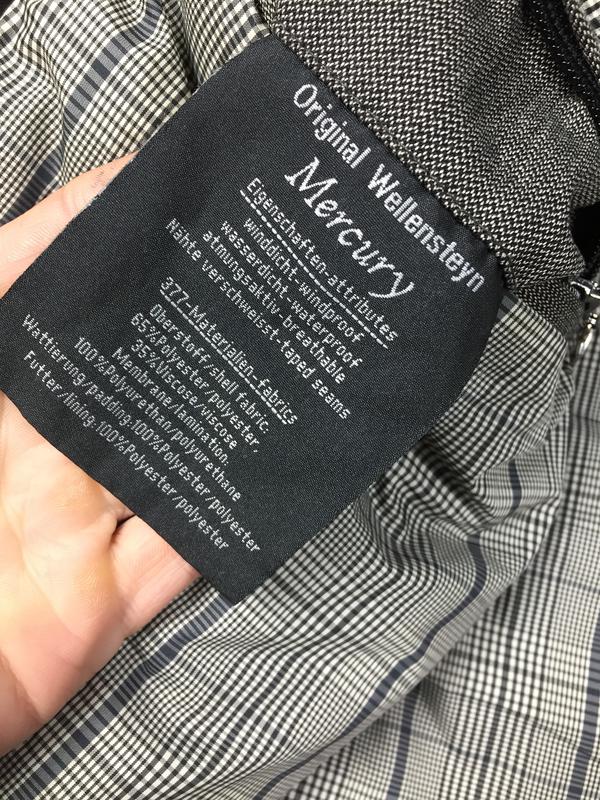 Original Wellensteyn
Mercury
Eigenschaften-attributes
winddicht-windproof
wasserdicht-waterproof
atmungsaktiv-breathable
Nähte verschweisst-taped seams
377-Materialien-fabrics
Oberstoff/shell fabric
65%Polyester/polyester,
35%Viscose/viscose
Membrane/lamination,
100%polyurethan/polyurethane
Wattierung/padding:100%Polyester/polyester
Futter/lining:100%Polyester/polyester